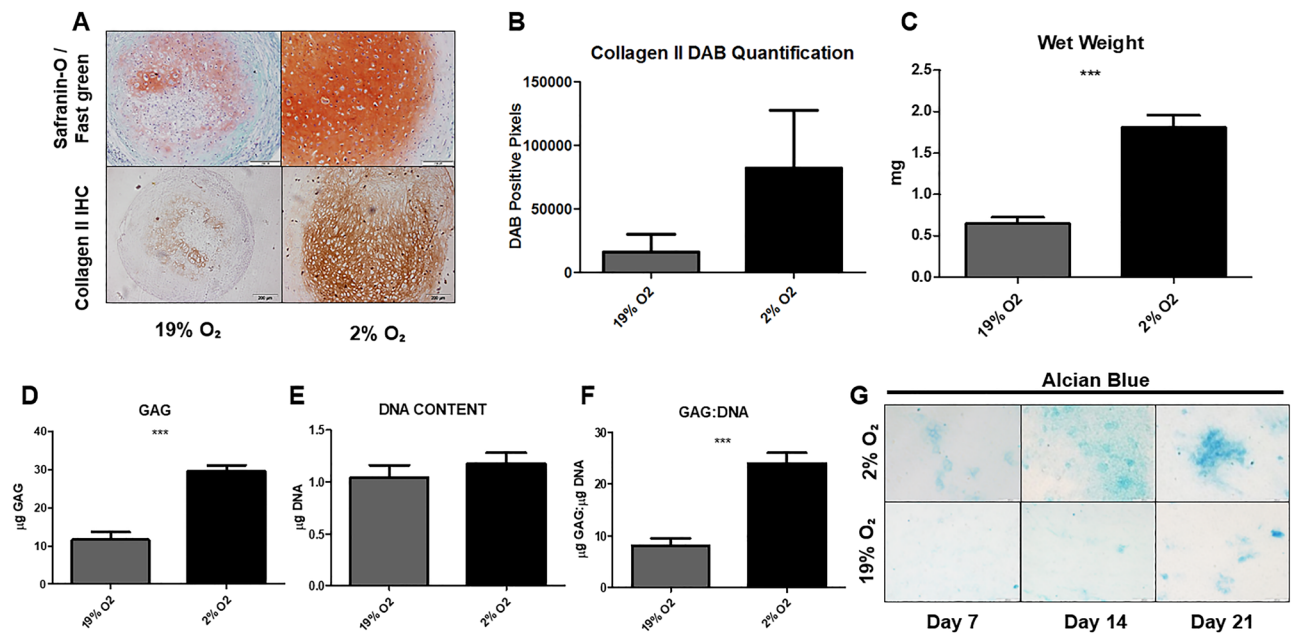 A
Safranin-O /
Fast green
Collagen II IHC
200 µm
200 µm
19% O₂
2% O₂
B
Collagen II DAB Quantification
DAB Positive Pixels
150000
100000
50000
0
19% O2
2% O2
C
Wet Weight
***
mg
2.5
2.0
1.5
1.0
0.5
0.0
19% O2
2% O2
D
GAG
***
µg GAG
40
30
20
10
0
19% O2
2% O2
E
DNA CONTENT
µg DNA
1.5
1.0
0.5
0.0
19% O2
2% O2
F
GAG:DNA
***
µg GAG:µg DNA
30
20
10
0
19% O2
2% O2
G
Alcian Blue
2% O₂
19% O₂
Day 7
Day 14
Day 21